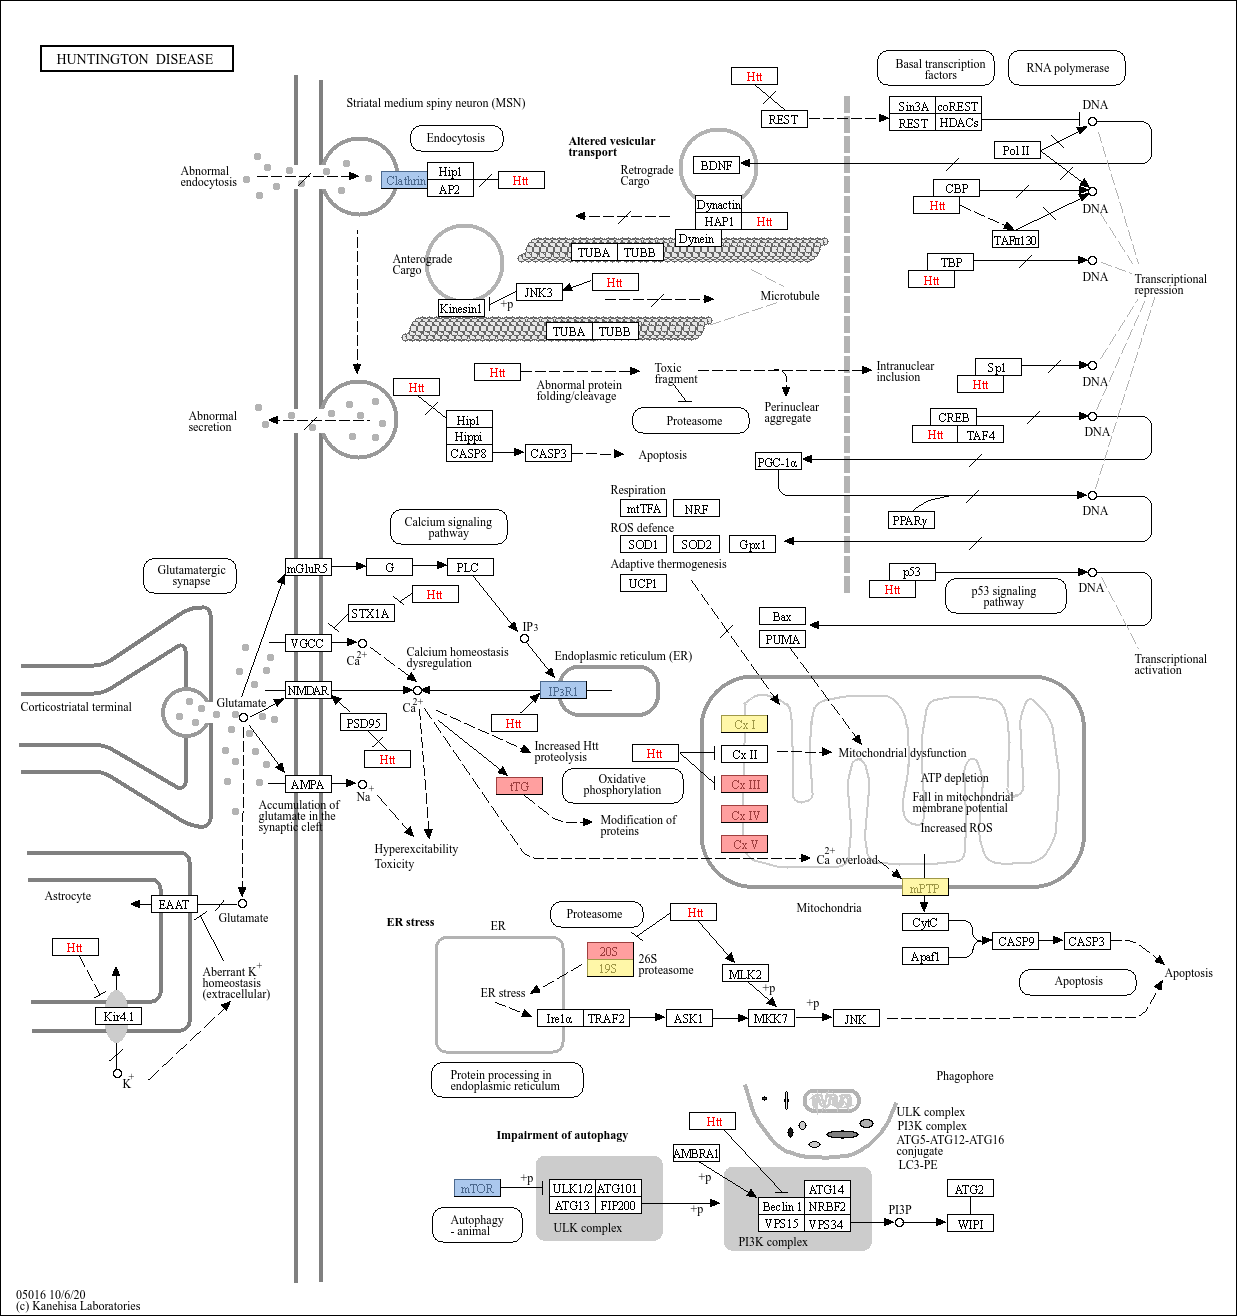 HUNTINGTON DISEASE
Striatal medium spiny neuron (MSN)
Endocytosis
Abnormal
endocytosis
Clathrin
Hip1
AP2
Htt
Altered vesicular
transport
Retrograde
Cargo
BDNF
Dynactin
HAP1
Htt
Dynein
TUBA
TUBB
Anterograde
Cargo
Kinesin1
+p
JNK3
Htt
Microtubule
TUBA
TUBB
Htt
REST
Basal transcription
factors
RNA polymerase
Sin3A
coREST
REST
HDACs
DNA
Pol II
CBP
Htt
TAFII130
DNA
TBP
Htt
DNA
Transcriptional
repression
Sp1
Htt
DNA
CREB
Htt
TAF4
DNA
PGC-1α
PPARγ
DNA
p53
Htt
DNA
p53 signaling
pathway
Transcriptional
activation
Htt
Abnormal protein
folding/cleavage
Toxic
fragment
Proteasome
Perinuclear
aggregate
Intranuclear
inclusion
Abnormal
secretion
Htt
Hip1
Hippi
CASP8
CASP3
Apoptosis
Respiration
mtTFA
NRF
ROS defence
SOD1
SOD2
Gpx1
Adaptive thermogenesis
UCP1
Bax
PUMA
Calcium signaling
pathway
Glutamatergic
synapse
mGluR5
G
PLC
STX1A
Htt
VGCC
Ca2+
IP3
Calcium homeostasis
dysregulation
Endoplasmic reticulum (ER)
NMDAR
Ca2+
IP3R1
Htt
PSD95
Htt
Glutamate
Corticostriatal terminal
AMPA
Na+
Accumulation of
glutamate in the
synaptic cleft
Hyperexcitability
Toxicity
Increased Htt
proteolysis
tTG
Modification of
proteins
Oxidative
phosphorylation
Htt
Cx I
Cx II
Cx III
Cx IV
Cx V
Mitochondrial dysfunction
ATP depletion
Fall in mitochondrial
membrane potential
Increased ROS
Ca2+ overload
mPTP
Mitochondria
CytC
Apaf1
CASP9
CASP3
Apoptosis
Apoptosis
Astrocyte
EAAT
Glutamate
Htt
Kir4.1
K+
Aberrant K+
homeostasis
(extracellular)
ER stress
ER
Proteasome
Htt
20S
19S
26S
proteasome
ER stress
MLK2
+p
Ire1α
TRAF2
ASK1
MKK7
+p
JNK
Protein processing in
endoplasmic reticulum
Impairment of autophagy
mTOR
+p
ULK1/2
ATG101
ATG13
FIP200
ULK complex
Autophagy
- animal
Htt
AMBRA1
+p
+p
ATG14
Beclin 1
NRBF2
VPS15
VPS34
PI3K complex
PI3P
ATG2
WIPI
Phagophore
ULK complex
PI3K complex
ATG5-ATG12-ATG16
conjugate
LC3-PE
05016 10/6/20
(c) Kanehisa Laboratories